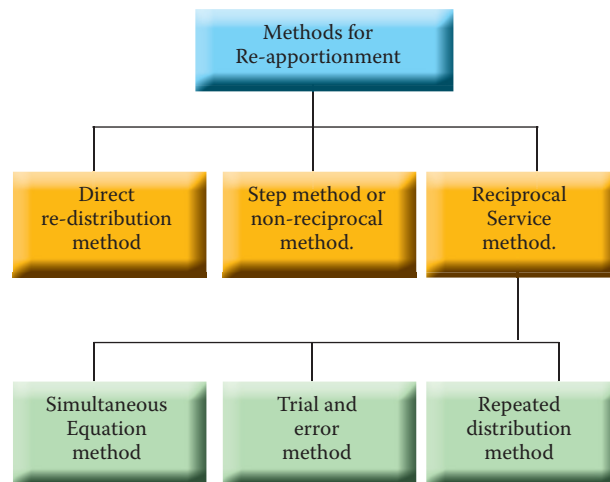 Methods for
Re-apportionment
Direct
re-distribution
method
Step method or
non-reciprocal
method.
Reciprocal
Service
method.
Simultaneous
Equation
method
Trial and
error
method
Repeated
distribution
method